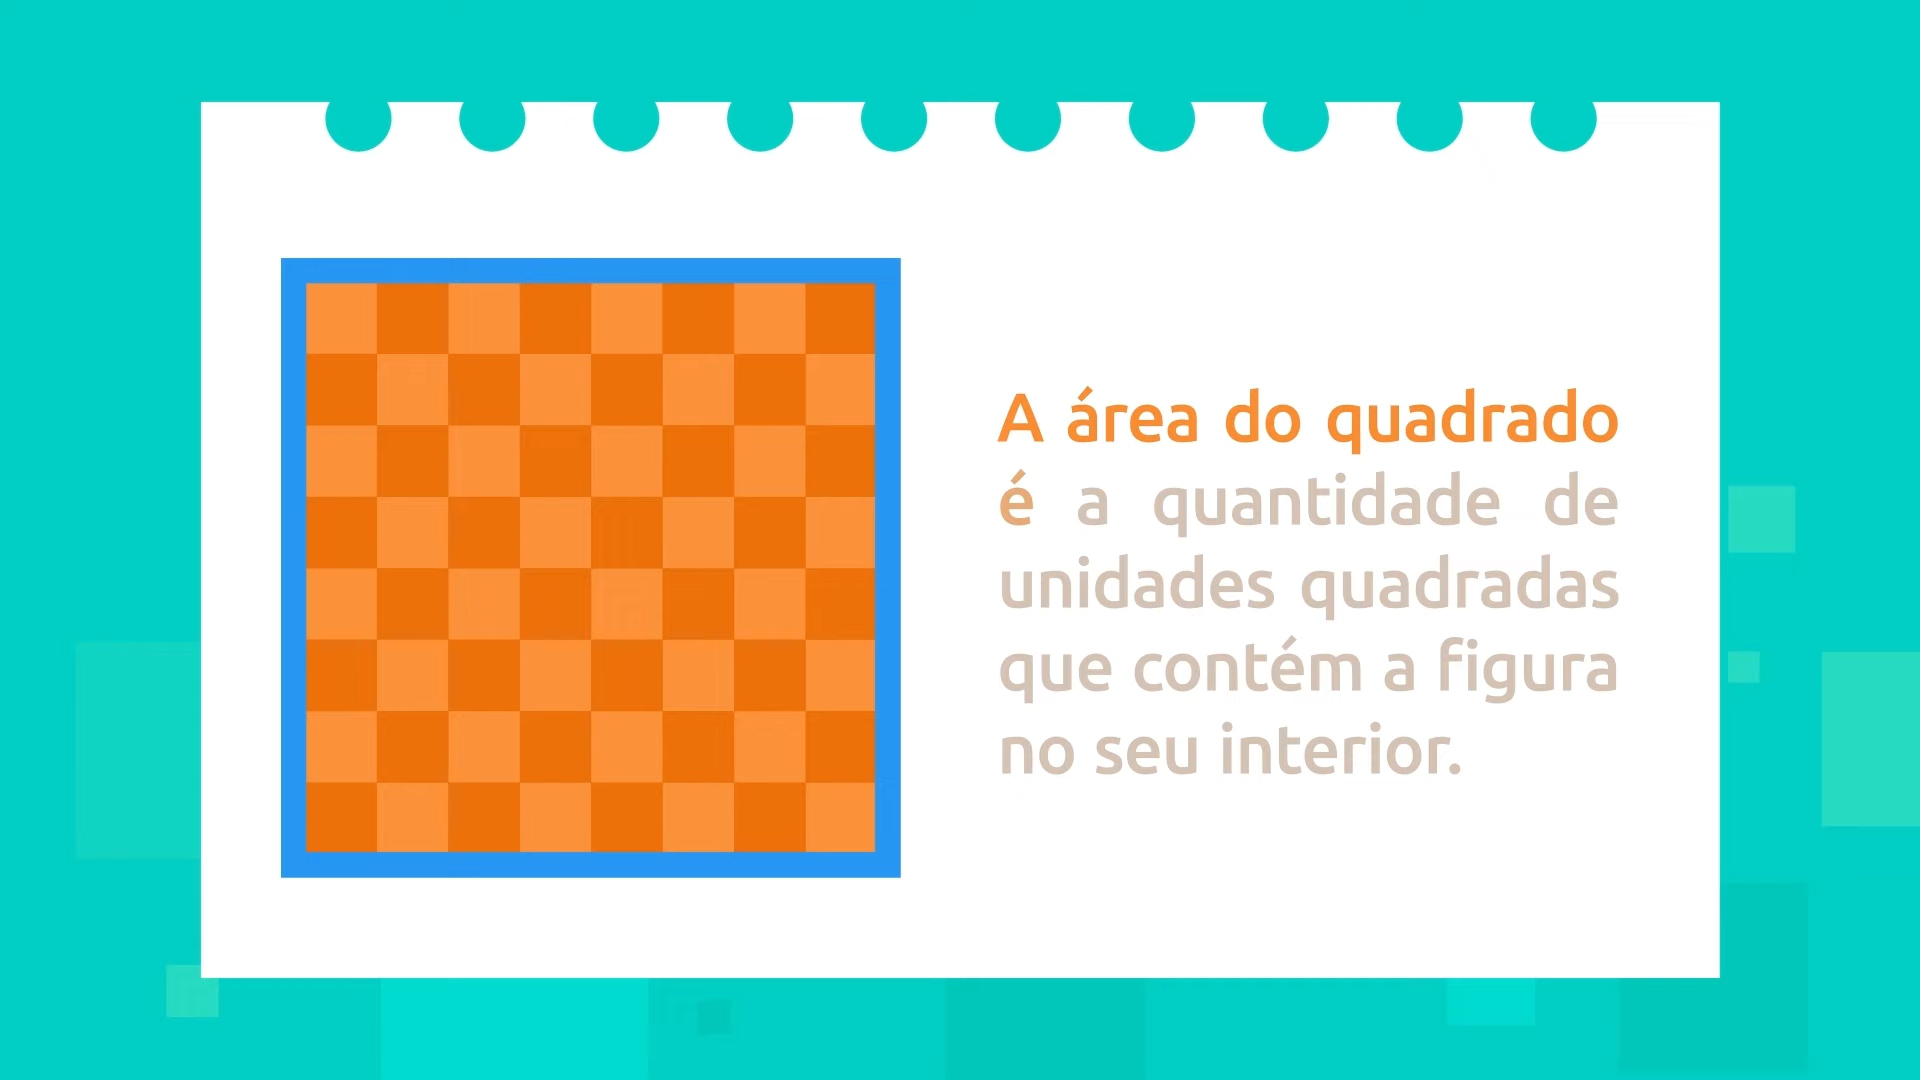 A área do quadrado
é a quantidade de
unidades quadradas
que contém a figura
no seu interior.